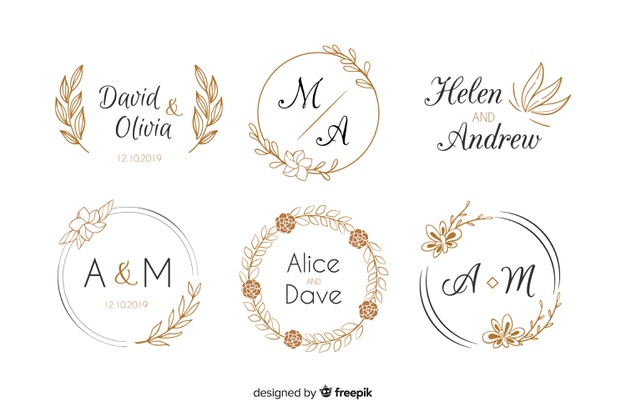 David &
Olivia
12.10.2019
M
A
Helen
AND
Andrew
A & M
12.10.2019
Alice
AND
Dave
A M
designed by freepik